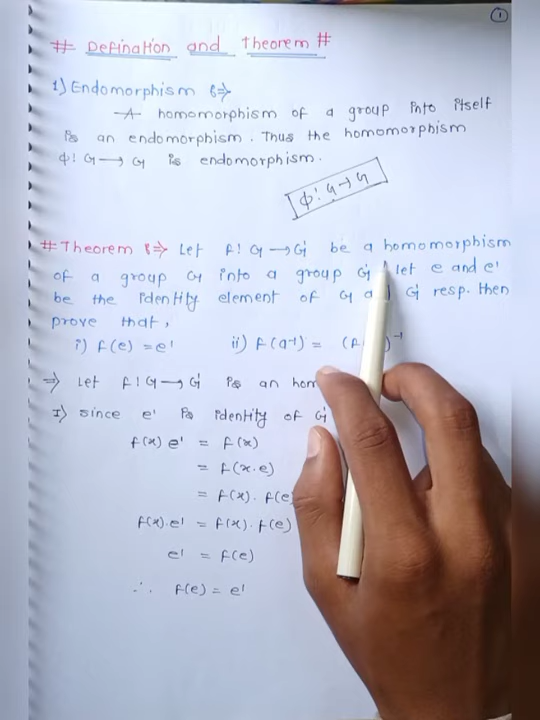 1
# Defination and theorem #
1) Endomorphism :⇒
A homomorphism of a group into itself
is an endomorphism. Thus the homomorphism
ϕ: G → G is endomorphism.
ϕ: G → G
# Theorem :⇒ Let f: G → G' be a homomorphism
of a group G into a group G' let e and e'
be the identity element of G G' resp. then
prove that,
i) f(e) = e' ii) f(a⁻¹) = (f )⁻¹
⇒ Let f: G → G' is an
I) since e' is identity of G'
f(x) e' = f(x)
= f(x.e)
= f(x). f(e)
f(x).e' = f(x). f(e)
e' = f(e)
∴ f(e) = e'